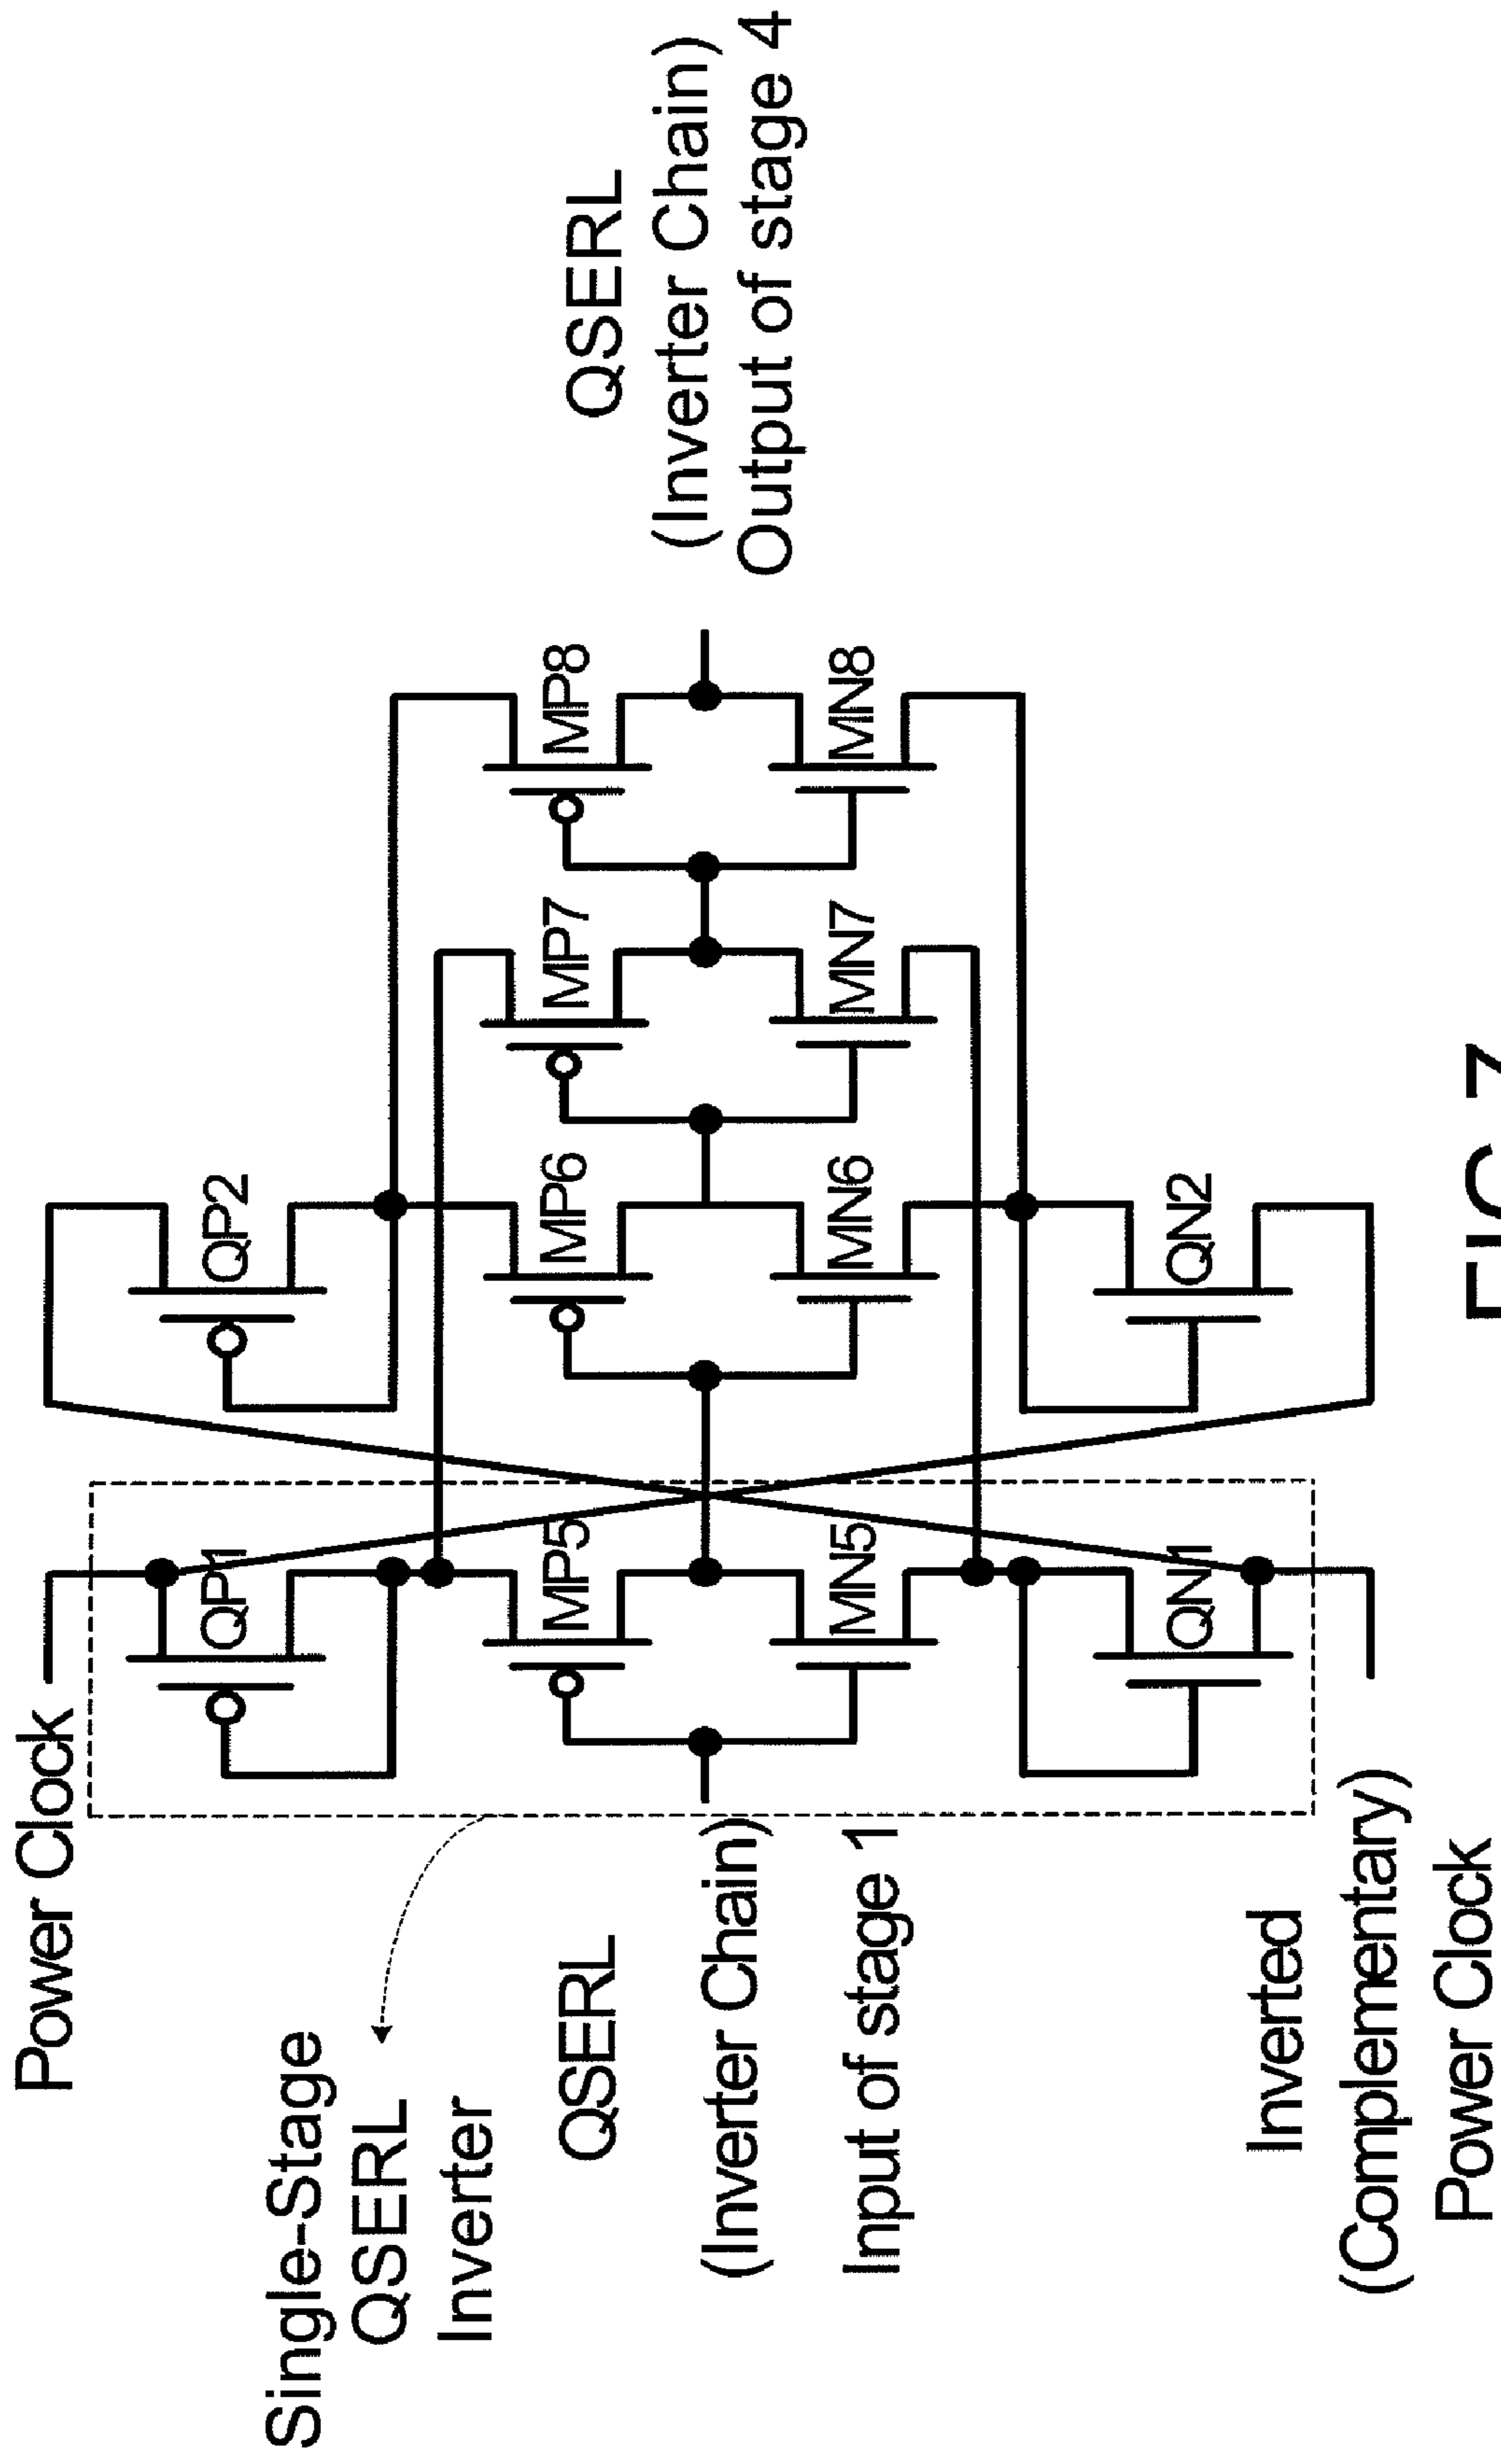 Power Clock
Single-Stage
QSERL
Inverter
QSERL
(Inverter Chain)
Input of stage 1
Inverted
(Complementary)
Power Clock
QP1
MP5
MN5
QN1
QP2
MP6
MN6
QN2
MP7
MN7
MP8
MN8
QSERL
(Inverter Chain)
Output of stage 4